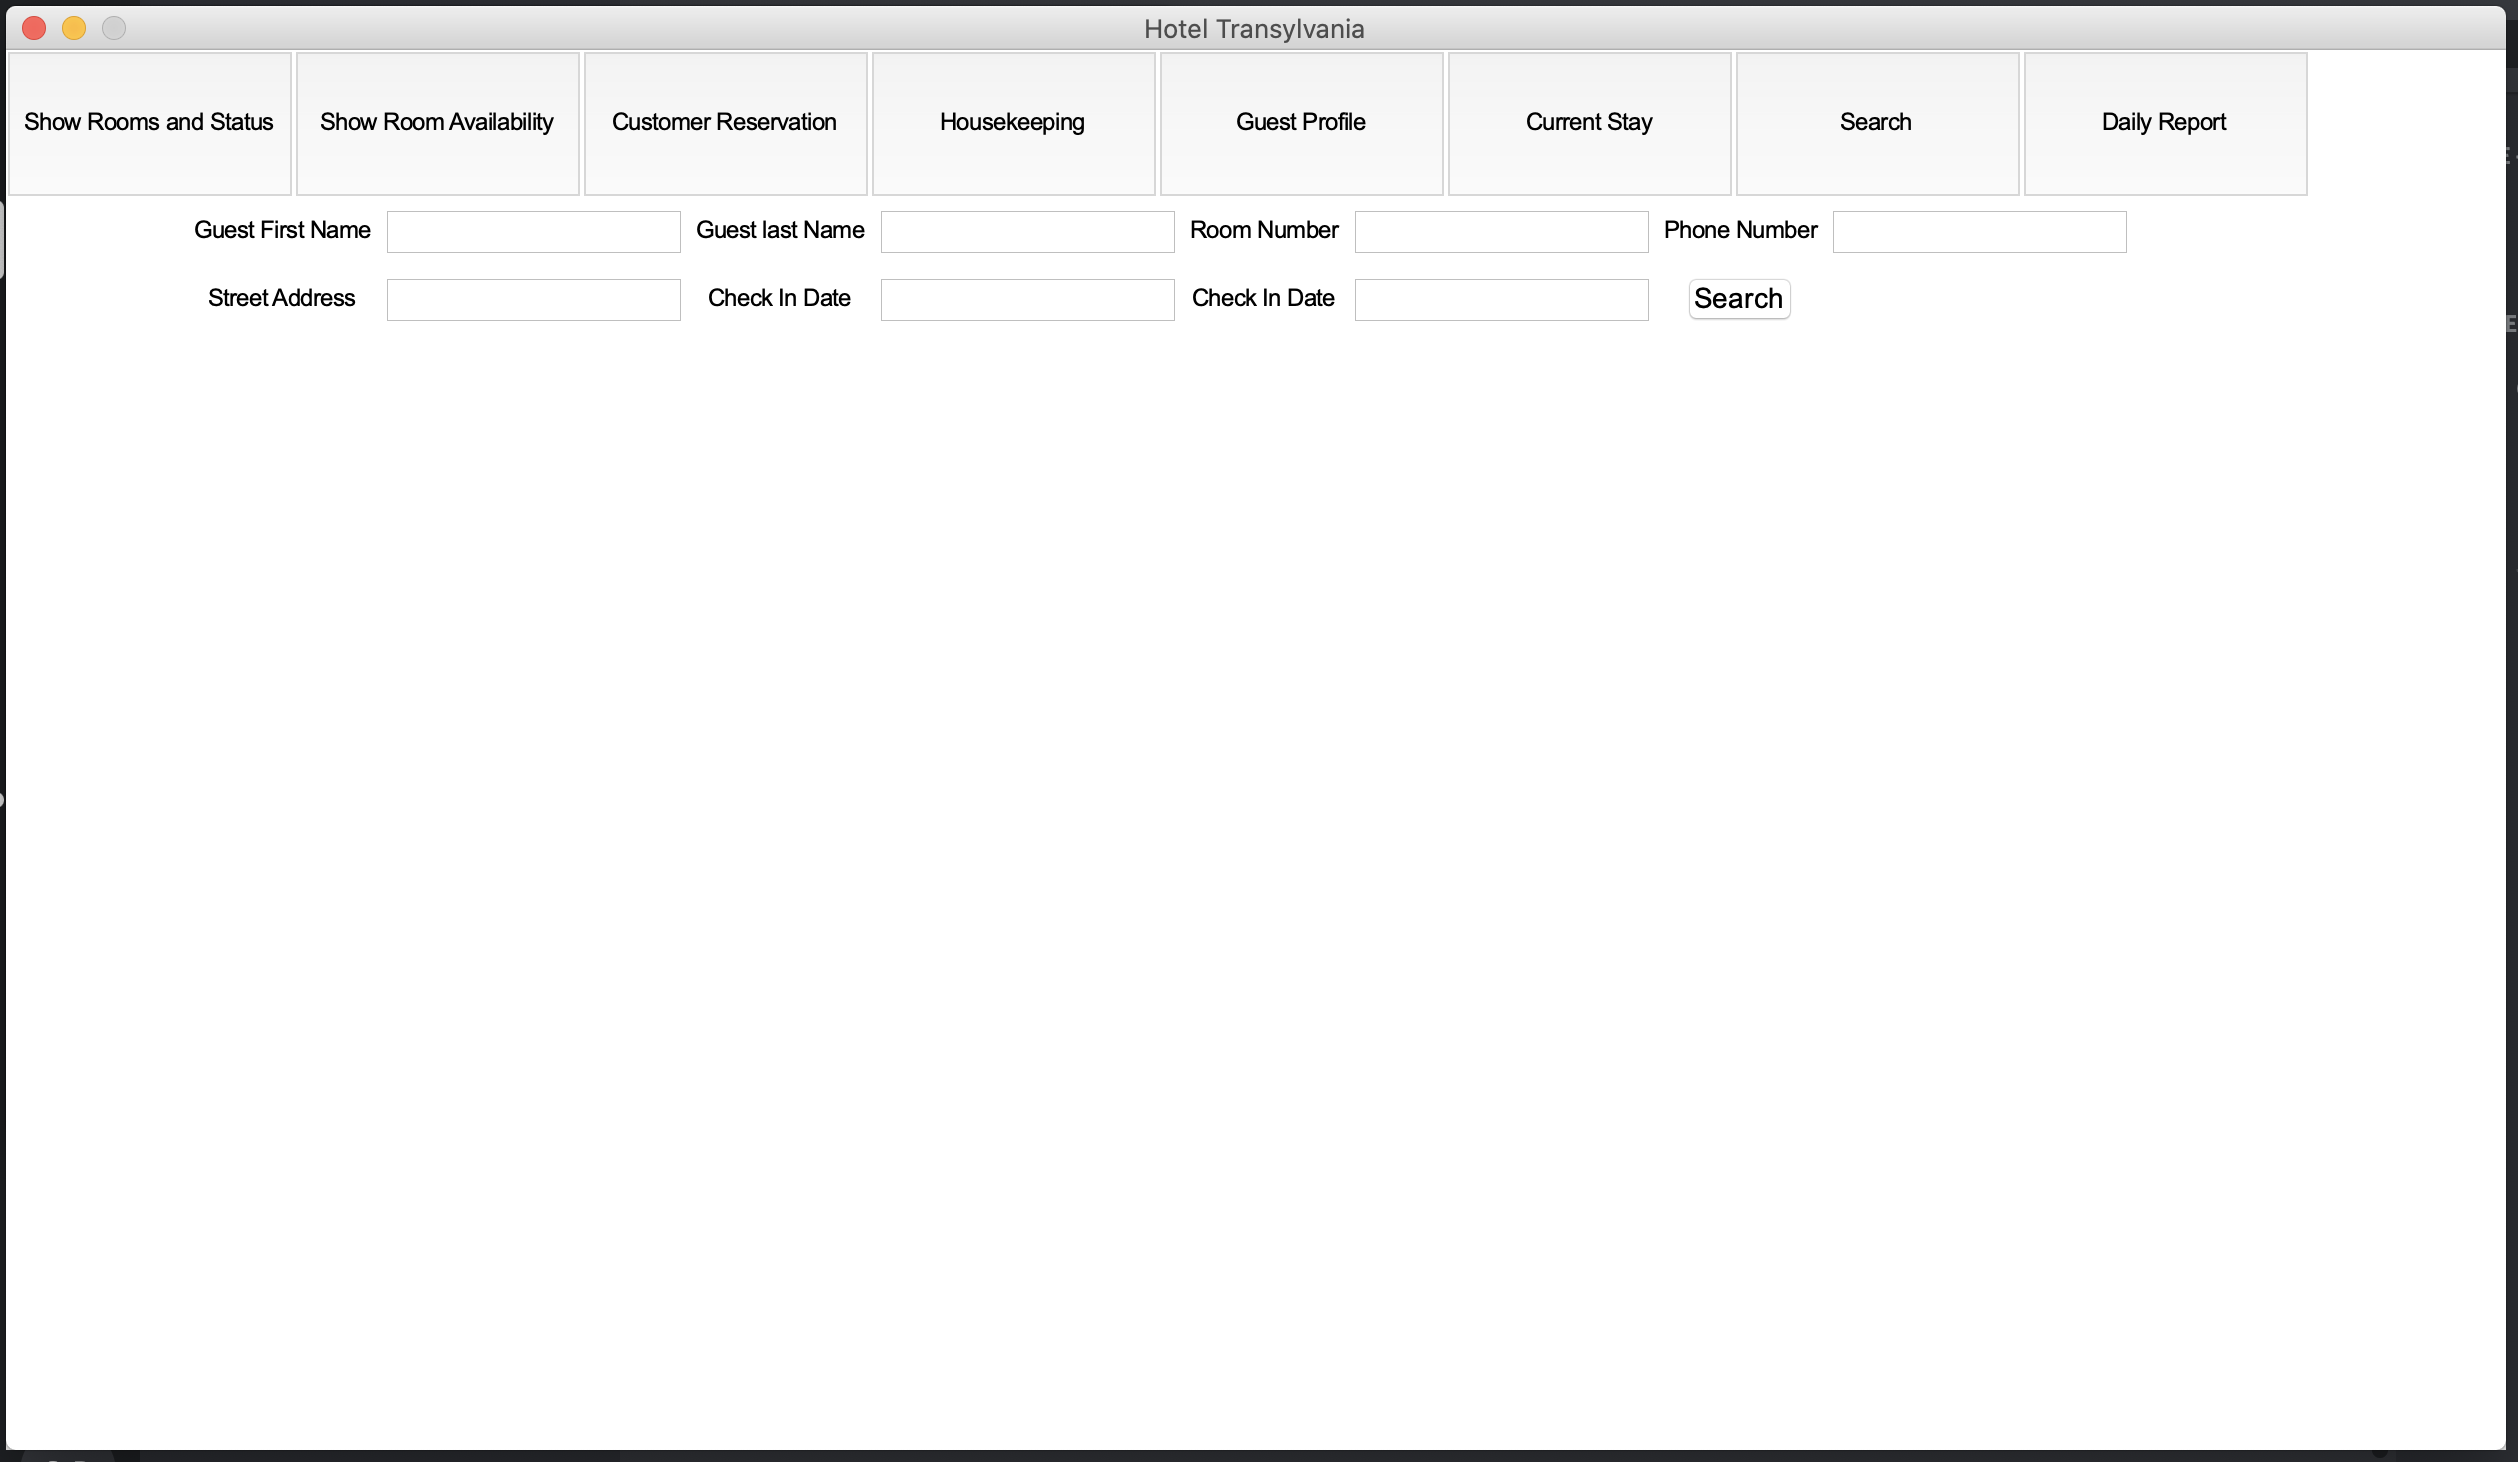 Hotel Transylvania
Show Rooms and Status Show Room Availability Customer Reservation Housekeeping Guest Profile Current Stay Search Daily Report
Guest First Name Guest last Name Room Number Phone Number
Street Address Check In Date Check In Date Search